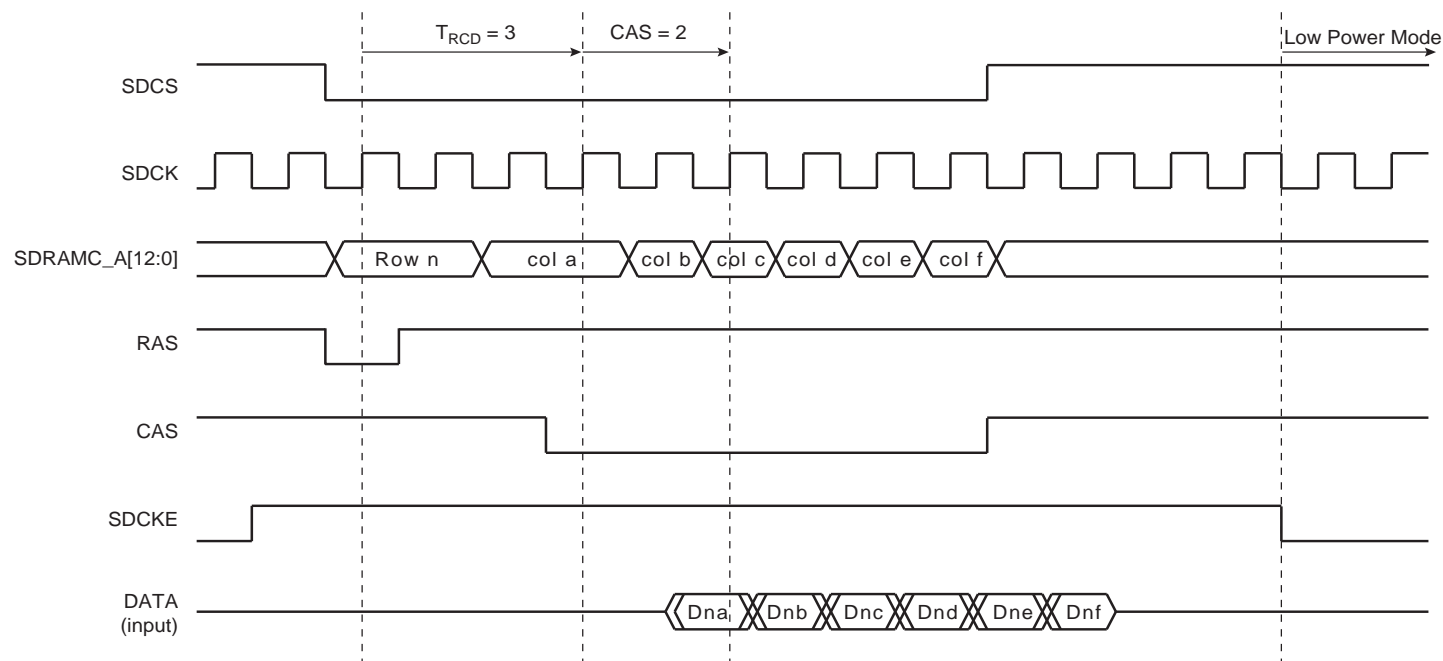 T_RCD = 3
CAS = 2
Low Power Mode
SDCS
SDCK
SDRAMC_A[12:0]
Row n
col a
col b
col c
col d
col e
col f
RAS
CAS
SDCKE
DATA
(input)
Dna
Dnb
Dnc
Dnd
Dne
Dnf